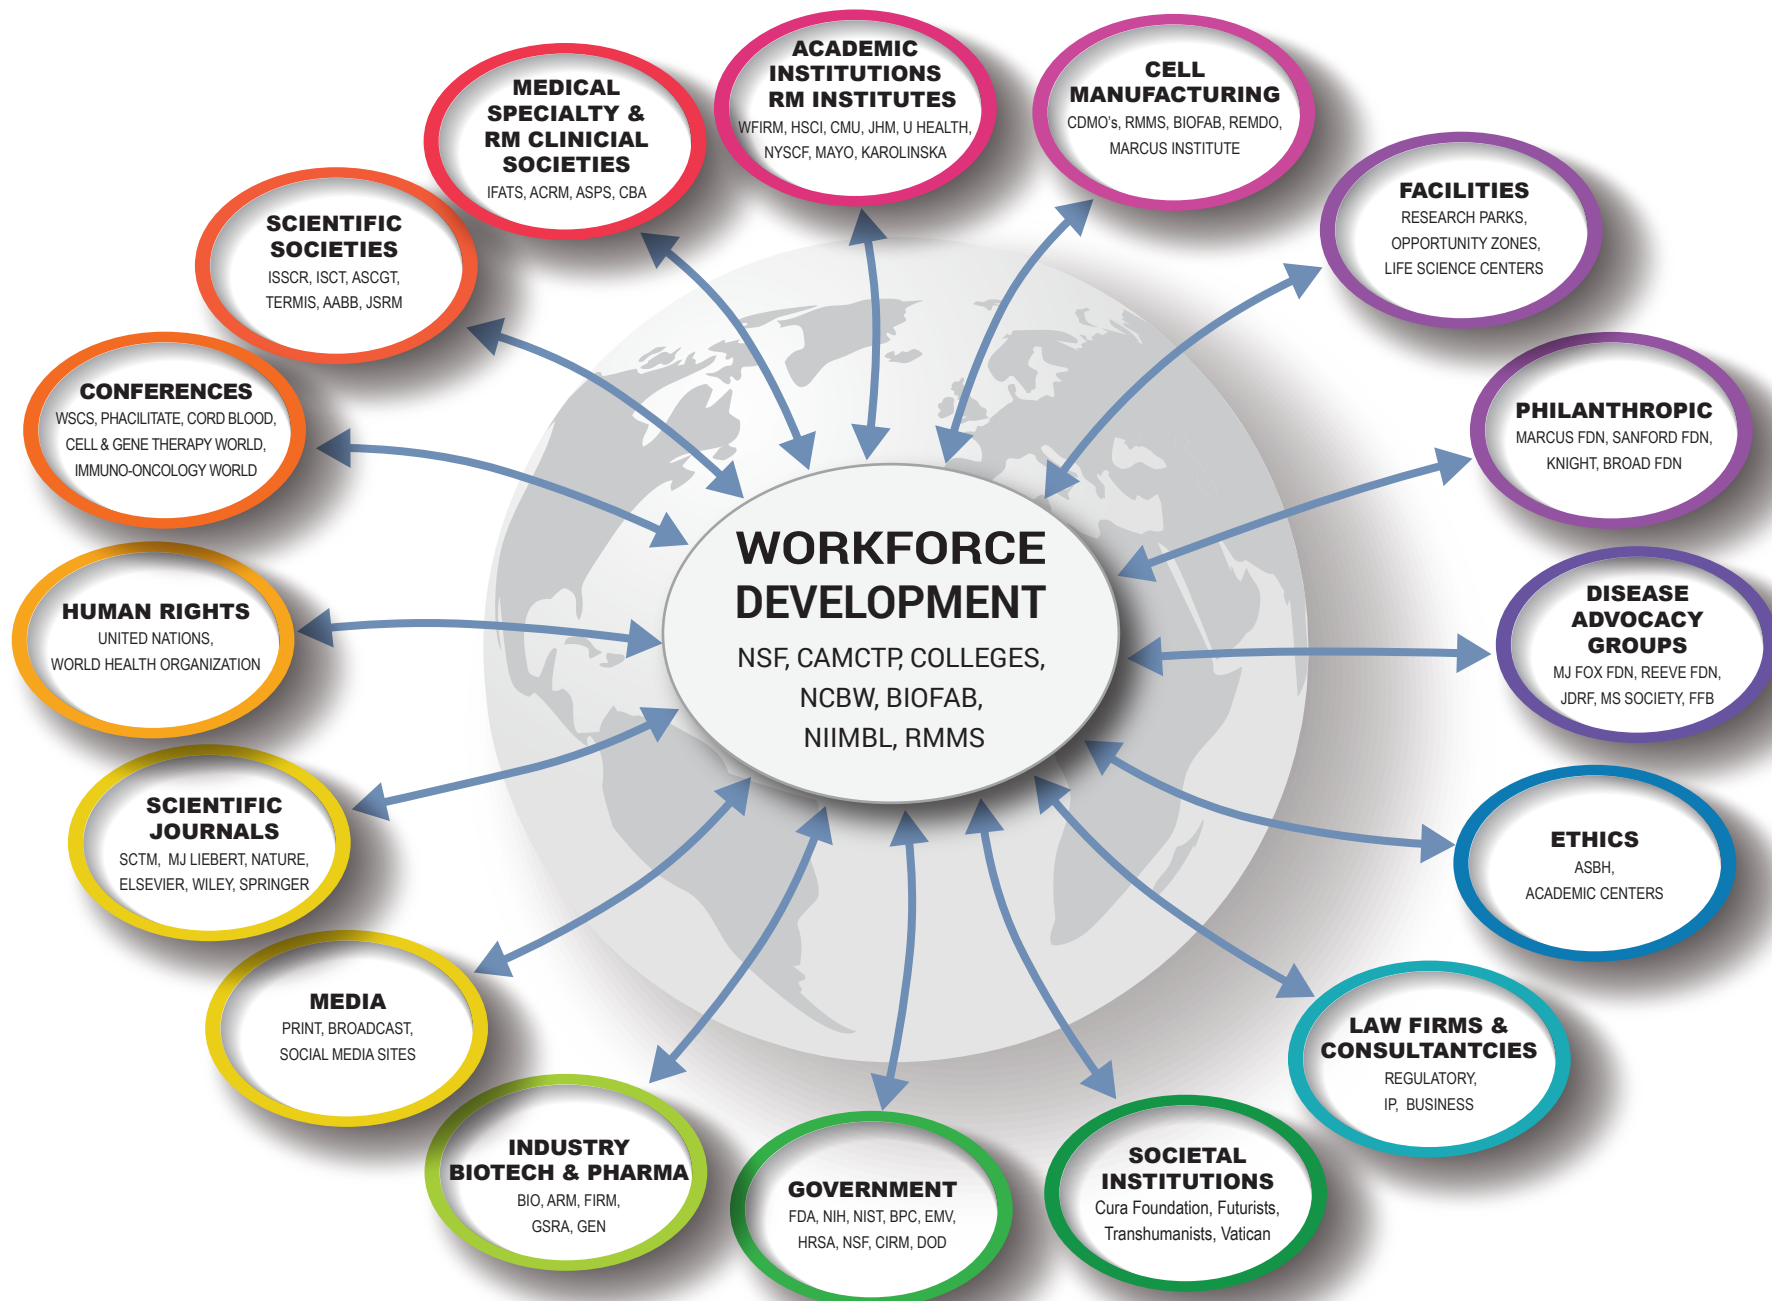 ACADEMIC
INSTITUTIONS
RM INSTITUTES
WFIRM, HSCI, CMU, JHM, U HEALTH,
NYSCF, MAYO, KAROLINSKA
CELL
MANUFACTURING
CDMO's, RMMS, BIOFAB, REMDO,
MARCUS INSTITUTE
FACILITIES
RESEARCH PARKS,
OPPORTUNITY ZONES,
LIFE SCIENCE CENTERS
PHILANTHROPIC
MARCUS FDN, SANFORD FDN,
KNIGHT, BROAD FDN
DISEASE
ADVOCACY
GROUPS
MJ FOX FDN, REEVE FDN,
JDRF, MS SOCIETY, FFB
ETHICS
ASBH,
ACADEMIC CENTERS
LAW FIRMS &
CONSULTANTCIES
REGULATORY,
IP, BUSINESS
SOCIETAL
INSTITUTIONS
Cura Foundation, Futurists,
Transhumanists, Vatican
GOVERNMENT
FDA, NIH, NIST, BPC, EMV,
HRSA, NSF, CIRM, DOD
INDUSTRY
BIOTECH & PHARMA
BIO, ARM, FIRM,
GSRA, GEN
MEDIA
PRINT, BROADCAST,
SOCIAL MEDIA SITES
SCIENTIFIC
JOURNALS
SCTM, MJ LIEBERT, NATURE,
ELSEVIER, WILEY, SPRINGER
HUMAN RIGHTS
UNITED NATIONS,
WORLD HEALTH ORGANIZATION
CONFERENCES
WSCS, PHACILITATE, CORD BLOOD,
CELL & GENE THERAPY WORLD,
IMMUNO-ONCOLOGY WORLD
SCIENTIFIC
SOCIETIES
ISSCR, ISCT, ASCGT,
TERMIS, AABB, JSRM
MEDICAL
SPECIALTY &
RM CLINICIAL
SOCIETIES
IFATS, ACRM, ASPS, CBA
WORKFORCE
DEVELOPMENT
NSF, CAMCTP, COLLEGES,
NCBW, BIOFAB,
NIIMBL, RMMS